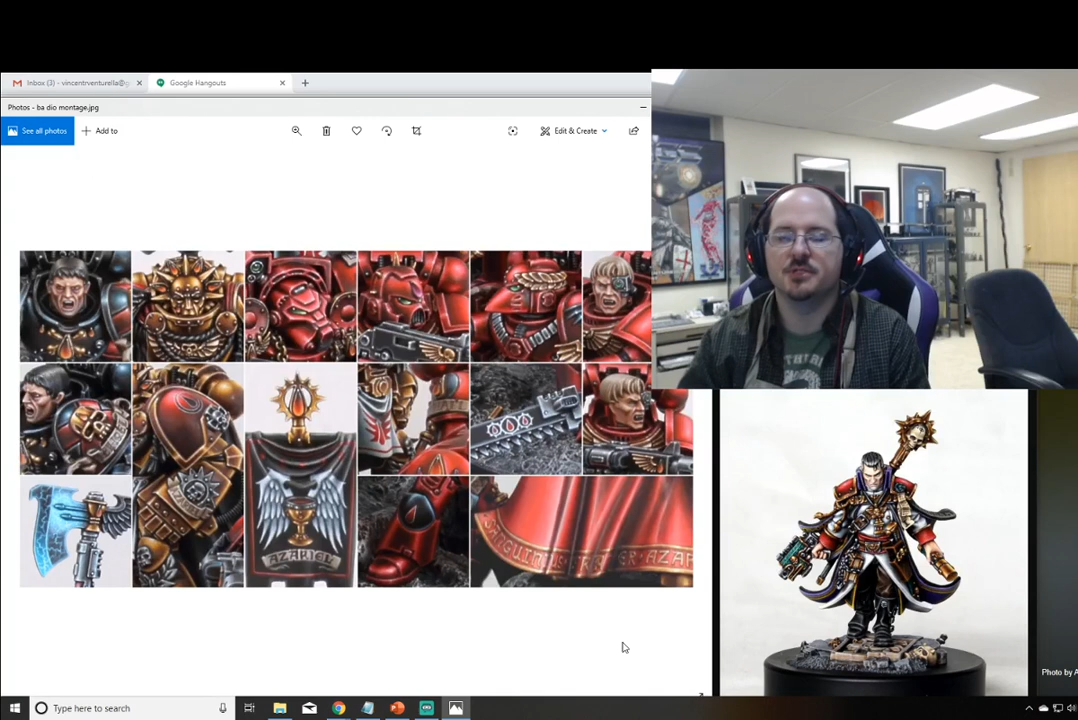 Inbox (3) - vincentrventurella@g
Google Hangouts
Photos - ba dio montage.jpg
See all photos
Add to
Edit & Create
AZARIEL
Photo by A
Type here to search